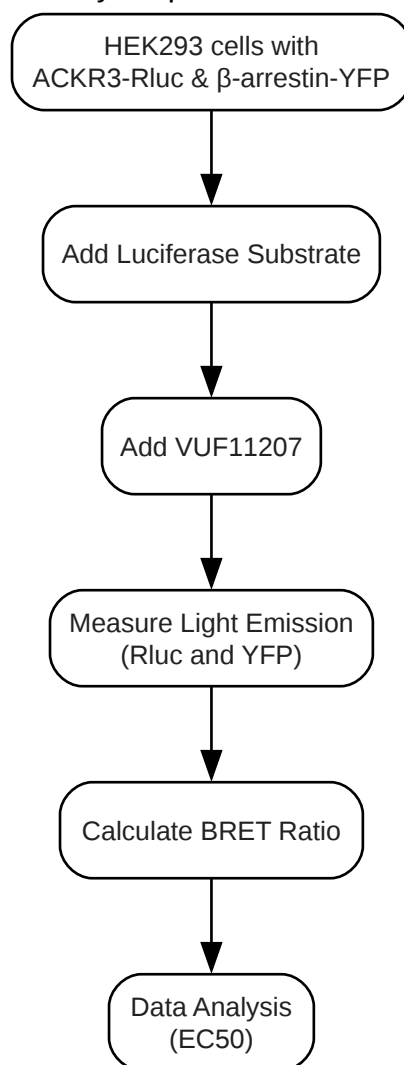 HEK293 cells with
ACKR3-Rluc & β-arrestin-YFP
Add Luciferase Substrate
Add VUF11207
Measure Light Emission
(Rluc and YFP)
Calculate BRET Ratio
Data Analysis
(EC50)